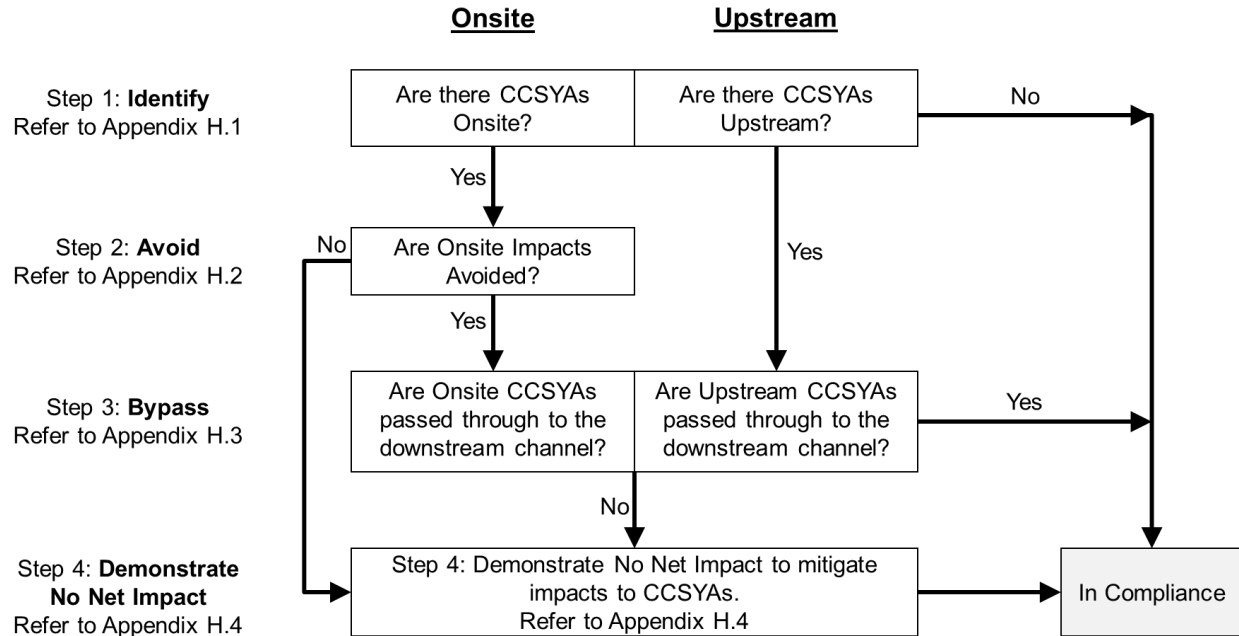 Onsite
Upstream
Step 1: Identify
Refer to Appendix H.1
Are there CCSYAs
Onsite?
Are there CCSYAs
Upstream?
No
Yes
Step 2: Avoid
Refer to Appendix H.2
No
Are Onsite Impacts
Avoided?
Yes
Yes
Step 3: Bypass
Refer to Appendix H.3
Are Onsite CCSYAs
passed through to the
downstream channel?
Are Upstream CCSYAs
passed through to the
downstream channel?
Yes
No
Step 4: Demonstrate
No Net Impact
Refer to Appendix H.4
Step 4: Demonstrate No Net Impact to mitigate
impacts to CCSYAs.
Refer to Appendix H.4
In Compliance